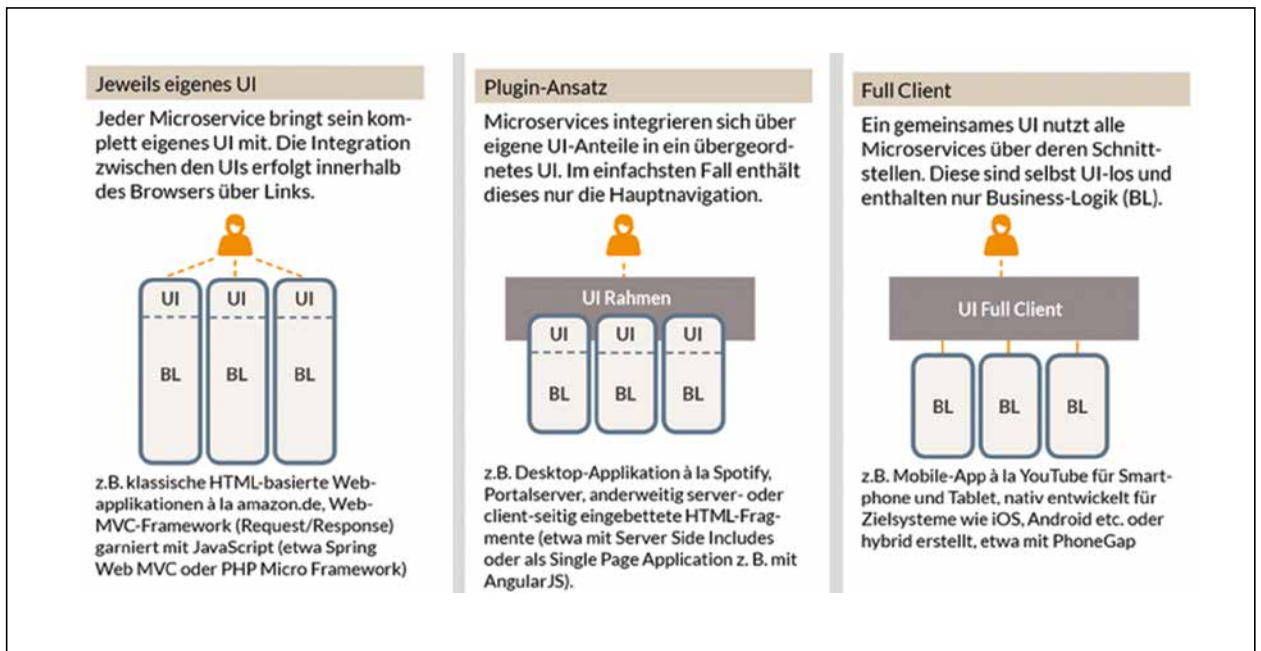 Jeweils eigenes UI
Jeder Microservice bringt sein kom-
plett eigenes UI mit. Die Integration
zwischen den UIs erfolgt innerhalb
des Browsers über Links.
UI UI UI
BL BL BL
z.B. klassische HTML-basierte Web-
applikationen à la amazon.de, Web-
MVC-Framework (Request/Response)
garniert mit JavaScript (etwa Spring
Web MVC oder PHP Micro Framework)
Plugin-Ansatz
Microservices integrieren sich über
eigene UI-Anteile in ein übergeord-
netes UI. Im einfachsten Fall enthält
dieses nur die Hauptnavigation.
UI Rahmen
UI UI UI
BL BL BL
z.B. Desktop-Applikation à la Spotify,
Portalserver, anderweitig server- oder
client-seitig eingebettete HTML-Frag-
mente (etwa mit Server Side Includes
oder als Single Page Application z. B. mit
AngularJS).
Full Client
Ein gemeinsames UI nutzt alle
Microservices über deren Schnitt-
stellen. Diese sind selbst UI-los und
enthalten nur Business-Logik (BL).
UI Full Client
BL BL BL
z.B. Mobile-App à la YouTube für Smart-
phone und Tablet, nativ entwickelt für
Zielsysteme wie iOS, Android etc. oder
hybrid erstellt, etwa mit PhoneGap